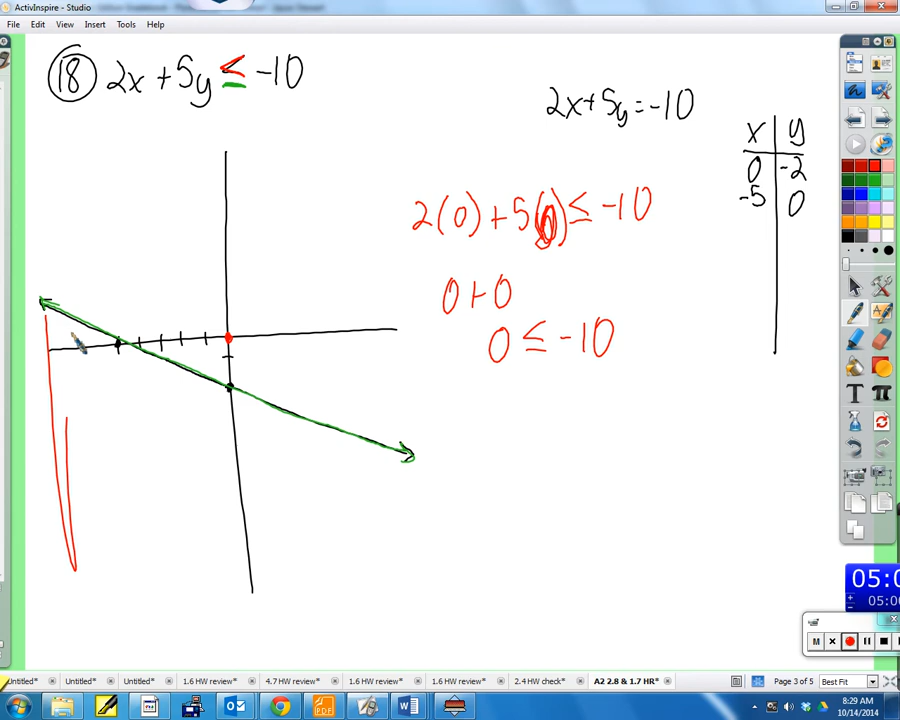 ActivInspire - Studio
File Edit View Insert Tools Help
18 2x + 5y ≤ -10
2x+5y=-10
x y
0 -2
-5 0
2(0) + 5(0) ≤ -10
0+0
0 ≤ -10
T
05:0
05:00
M
Untitled* Untitled* Untitled* 1.6 HW review* 4.7 HW review* 1.6 HW review* 1.6 HW review* 2.4 HW check* A2 2.8 & 1.7 HR* Page 3 of 5 Best Fit
PDF
8:29 AM
10/14/2014